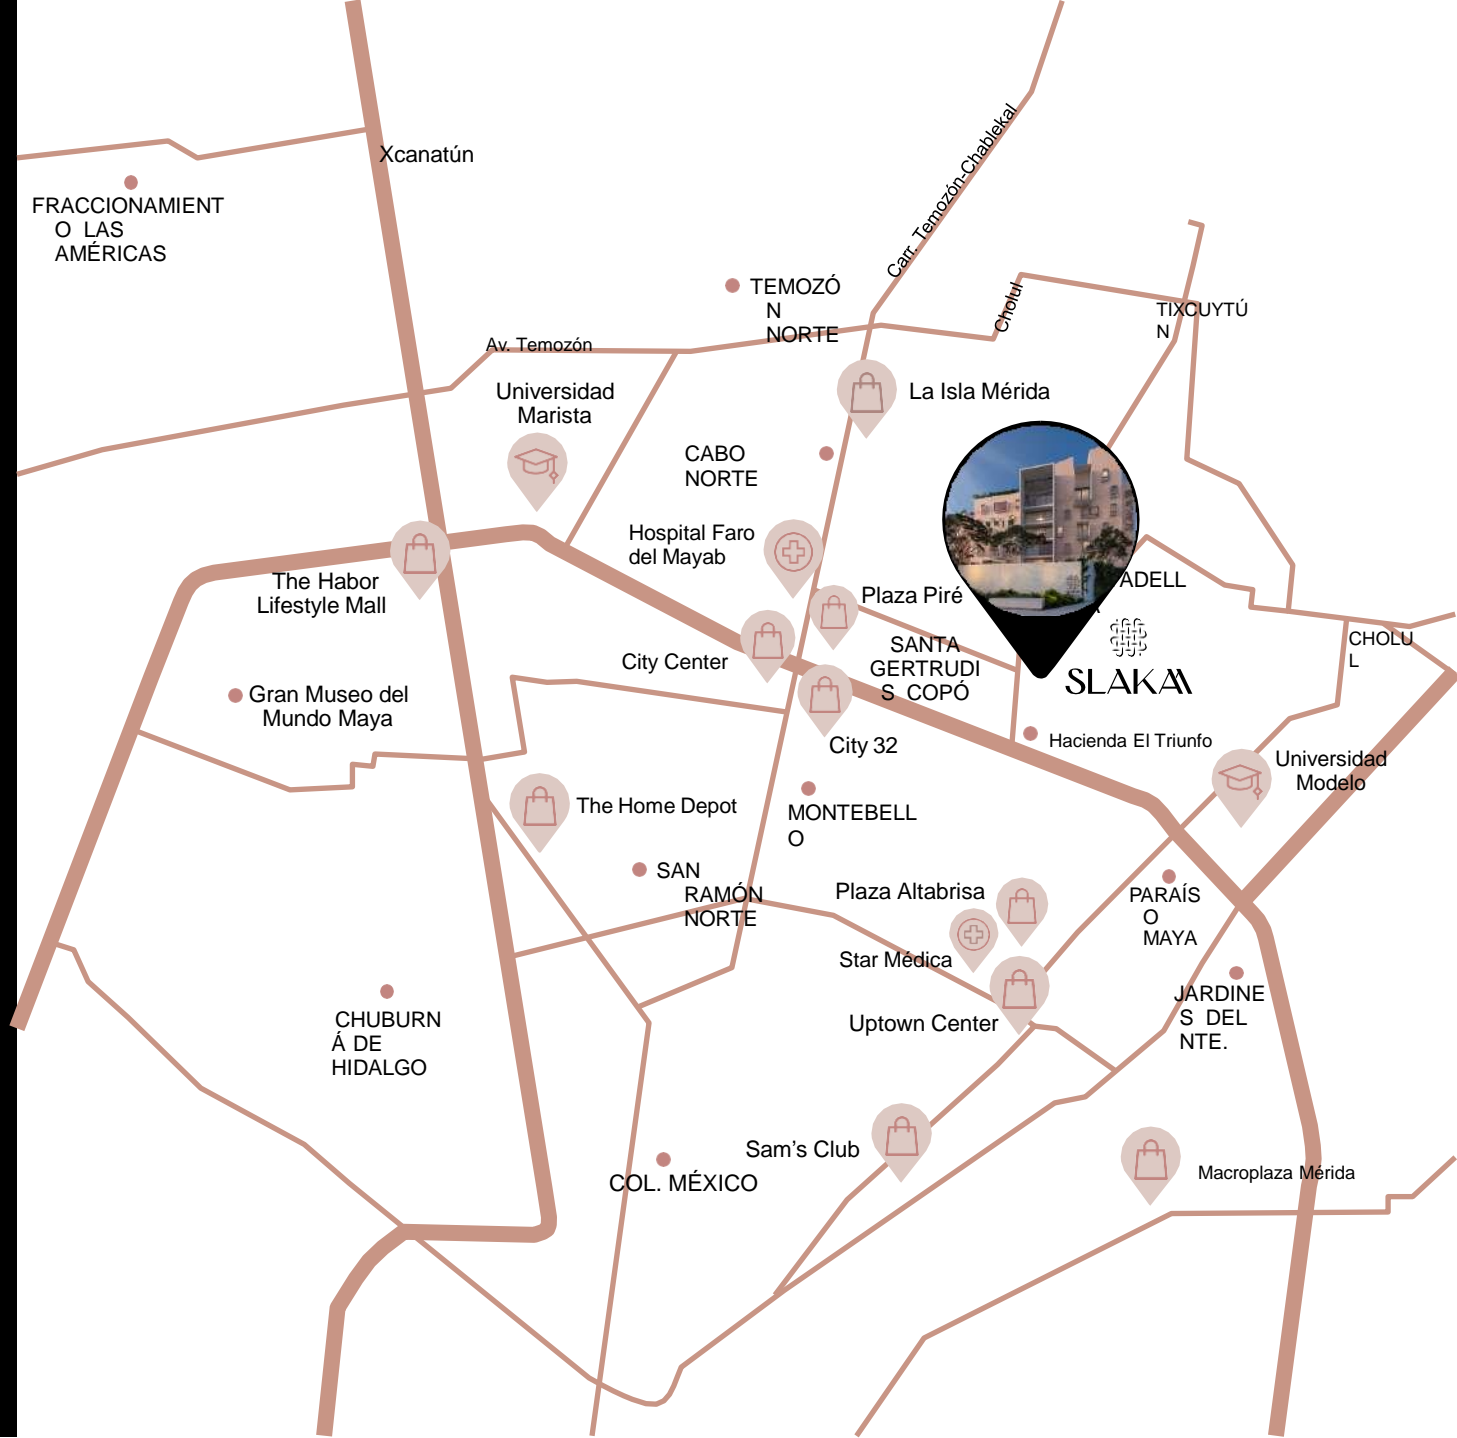 Xcanatún
FRACCIONAMIENT
O LAS
AMÉRICAS
Carr. Temozón-Chablekal
TEMOZÓ
N
NORTE
Cholul
TIXCUYTÚ
N
Av. Temozón
Universidad
Marista
La Isla Mérida
CABO
NORTE
Hospital Faro
del Mayab
The Habor
Lifestyle Mall
Plaza Piré
ADELL
SANTA
GERTRUDI
S COPÓ
CHOLU
L
City Center
SLAKAA
Gran Museo del
Mundo Maya
City 32
Hacienda El Triunfo
Universidad
Modelo
The Home Depot
MONTEBELL
O
SAN
RAMÓN
NORTE
Plaza Altabrisa
PARAÍS
O
MAYA
Star Médica
JARDINE
S DEL
NTE.
CHUBURN
Á DE
HIDALGO
Uptown Center
Sam's Club
COL. MÉXICO
Macroplaza Mérida